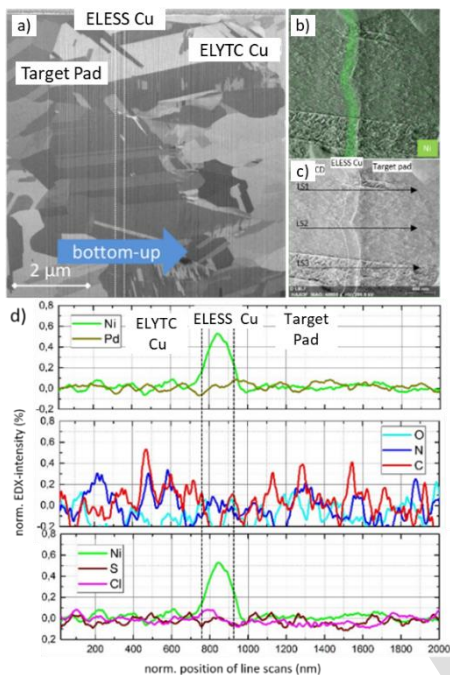 a)
ELESS Cu
ELYTC Cu
Target Pad
bottom-up
2 µm
b)
Ni
c)
CD
ELESS Cu
Target pad
LS1
LS2
LS3
d)
ELYTC Cu
ELESS Cu
Target Pad
0,8
0,6
0,4
0,2
0,0
-0,2
Ni
Pd
norm. EDX-intensity
0,8
0,6
0,4
0,2
0,0
0,2
O
N
C
0,8
0,6
0,4
0,2
0,0
0,2
Ni
S
Cl
200 400 600 800 1000 1200 1400 1600 1800 2000
norm. position of line scans (nm)